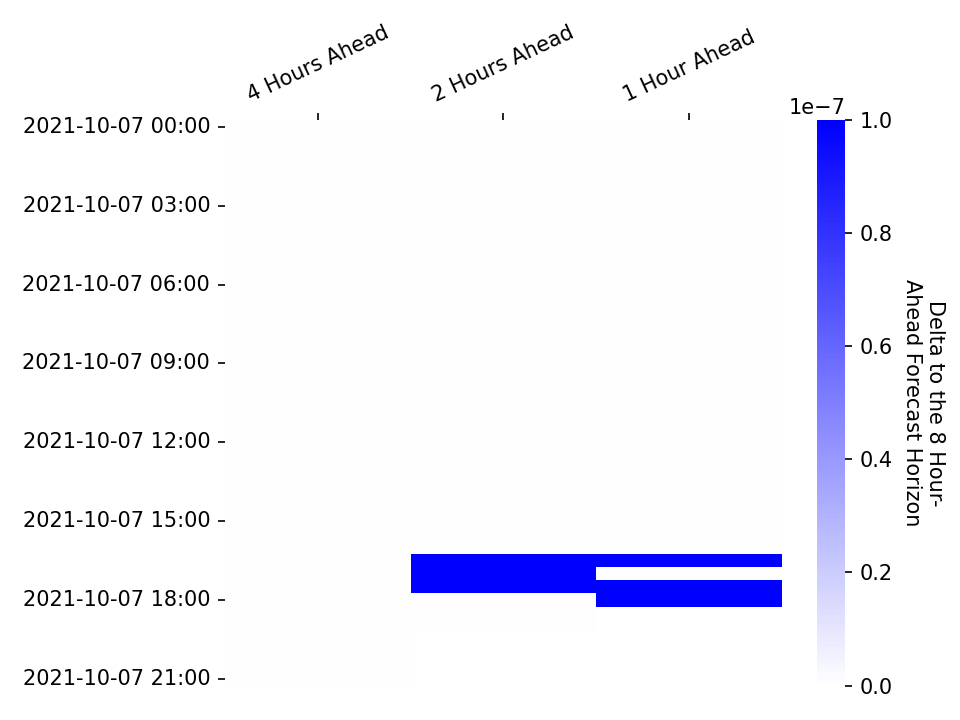 4 Hours Ahead
2 Hours Ahead
1 Hour Ahead
2021-10-07 00:00
2021-10-07 03:00
2021-10-07 06:00
2021-10-07 09:00
2021-10-07 12:00
2021-10-07 15:00
2021-10-07 18:00
2021-10-07 21:00
1e−7
1.0
0.8
0.6
0.4
0.2
0.0
Delta to the 8 Hour-
Ahead Forecast Horizon